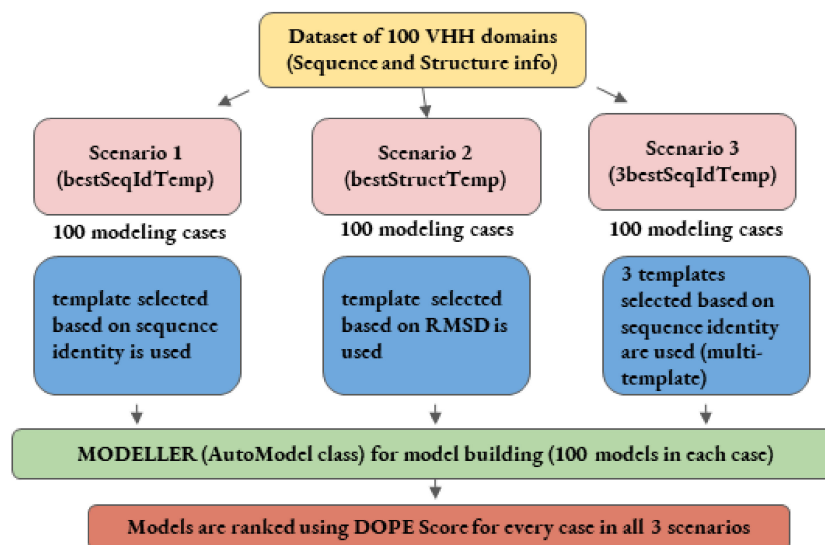 Dataset of 100 VHH domains
(Sequence and Structure info)
Scenario 1
(bestSeqIdTemp)
Scenario 2
(bestStructTemp)
Scenario 3
(3bestSeqIdTemp)
100 modeling cases
100 modeling cases
100 modeling cases
template selected
based on sequence
identity is used
template selected
based on RMSD is
used
3 templates
selected based on
sequence identity
are used (multi-
template)
MODELLER (AutoModel class) for model building (100 models in each case)
Models are ranked using DOPE Score for every case in all 3 scenarios